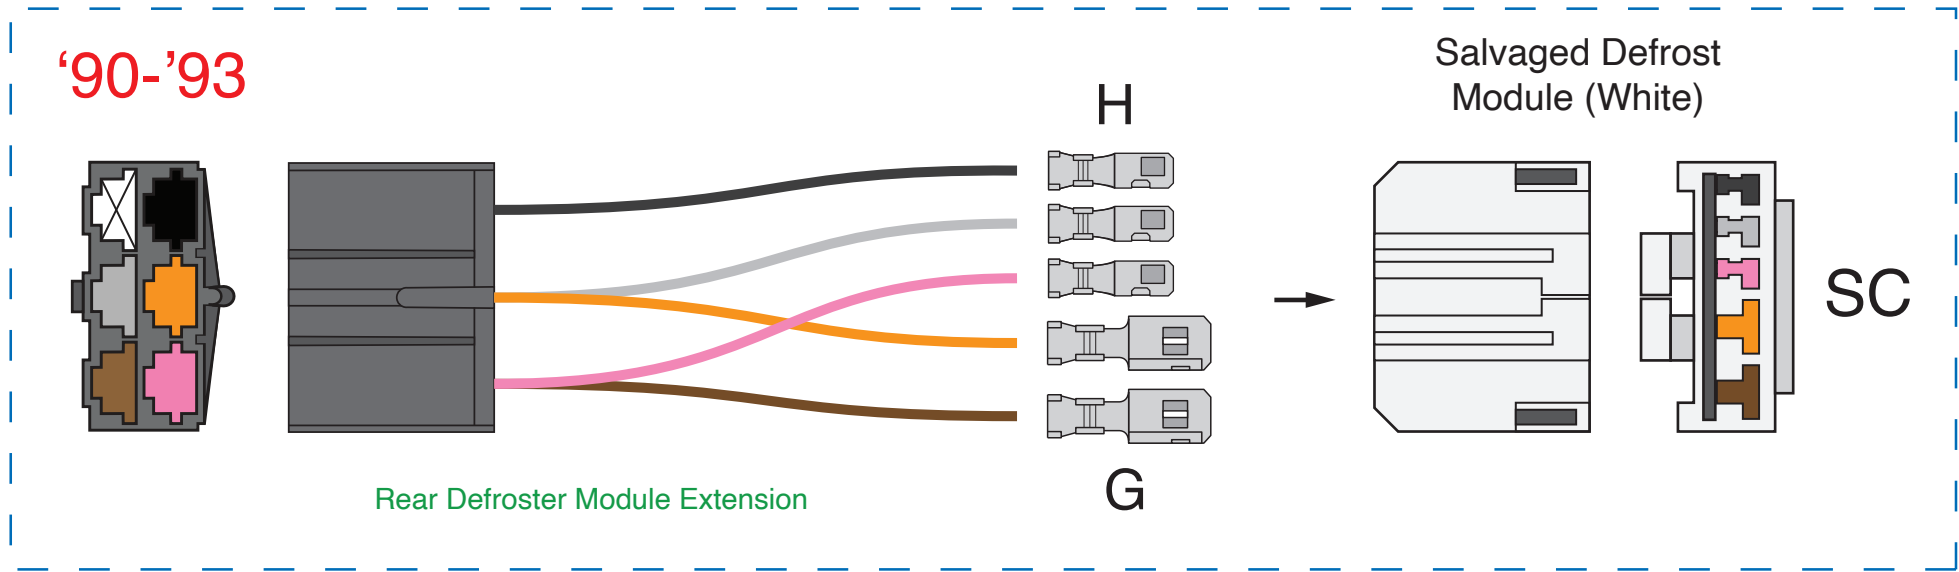 ‘90-’93
H
Salvaged Defrost
Module (White)
SC
G
Rear Defroster Module Extension